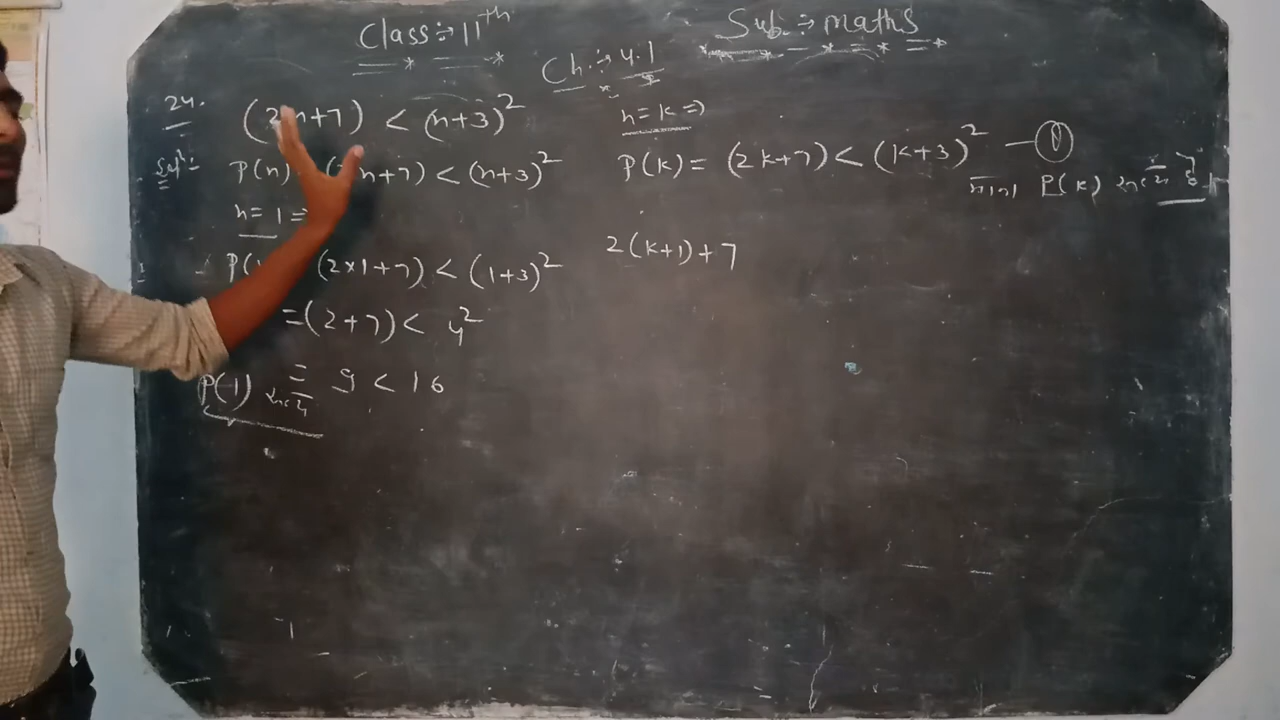 Class:- 11th
Sub. :- maths
Ch. :- 4.1
24. (2n+7) < (n+3)²
P(n) (2n+7) < (n+3)²
n = 1 ⇒
P(1) (2×1+7) < (1+3)²
= (2+7) < 4²
P(1) सत्य = 9 < 16
n = k ⇒
P(k) = (2k+7) < (k+3)² — (1)
P(k) सत्य है
2(k+1)+7